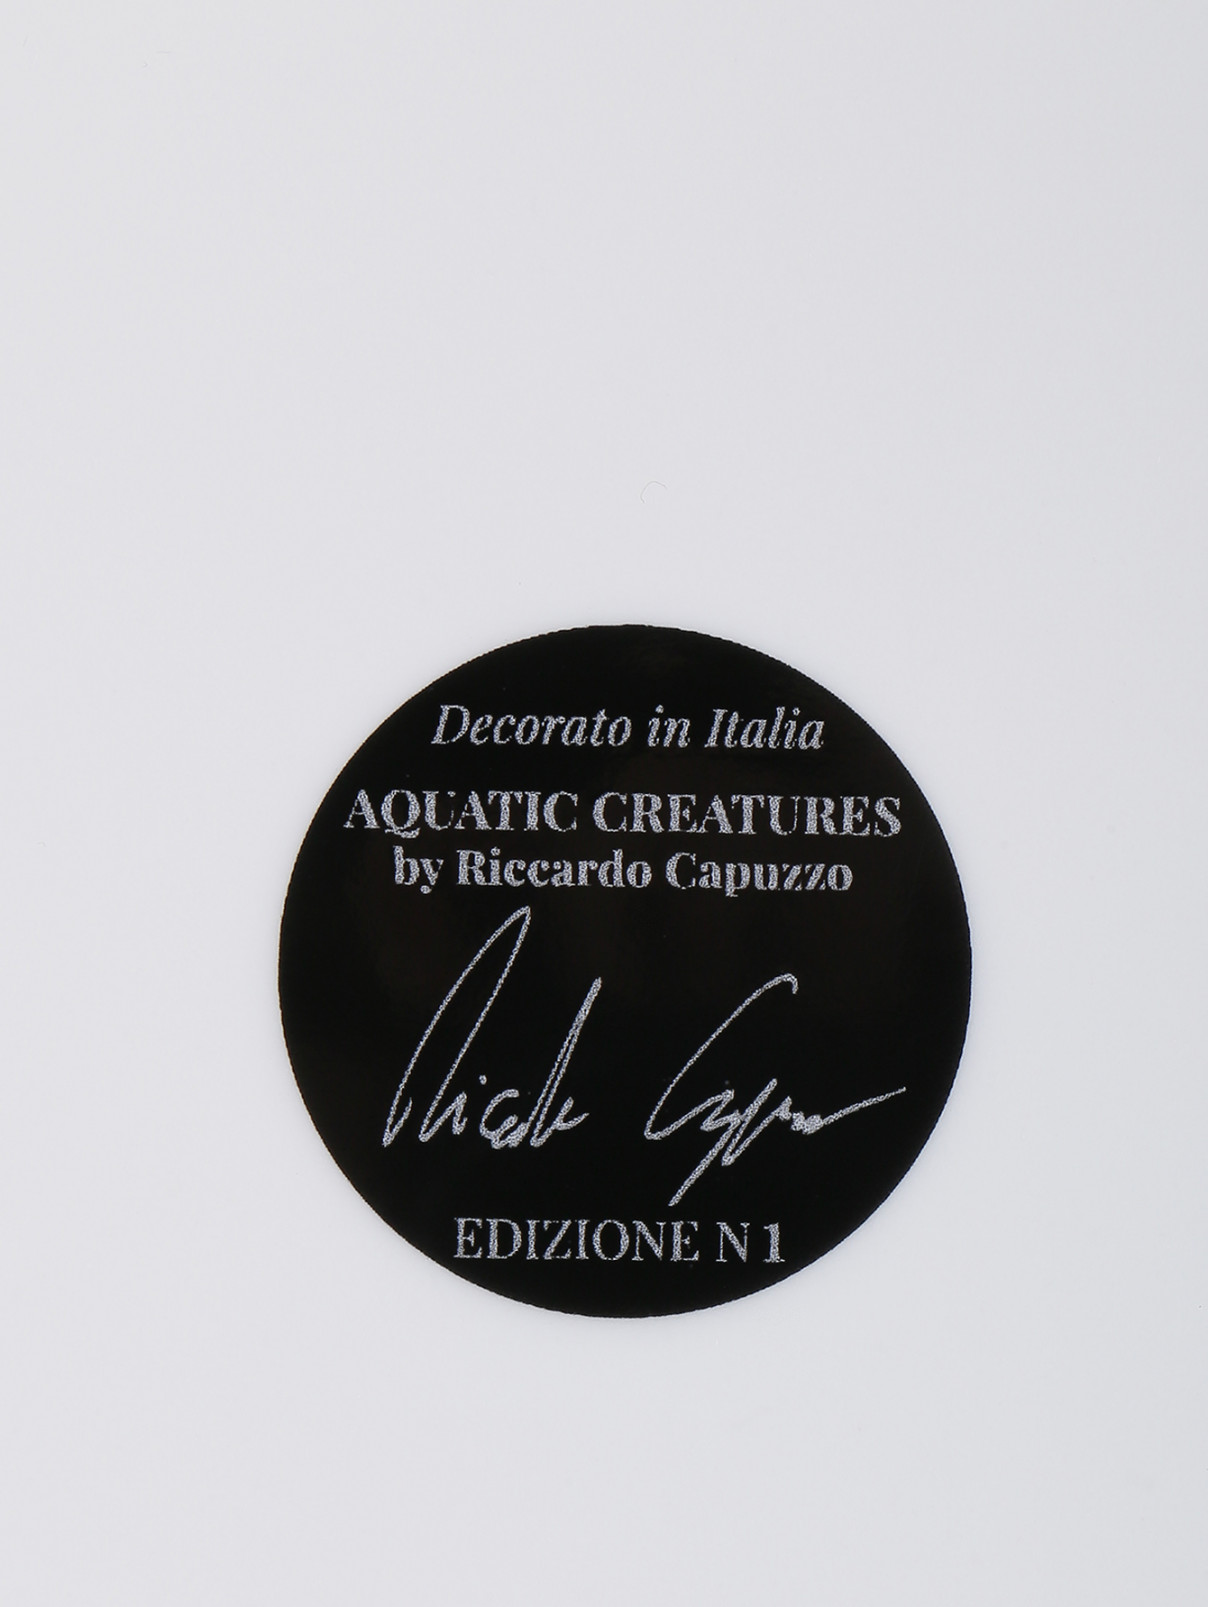 Decorato in Italia
AQUATIC CREATURES
by Riccardo Capuzzo
EDIZIONE N 1